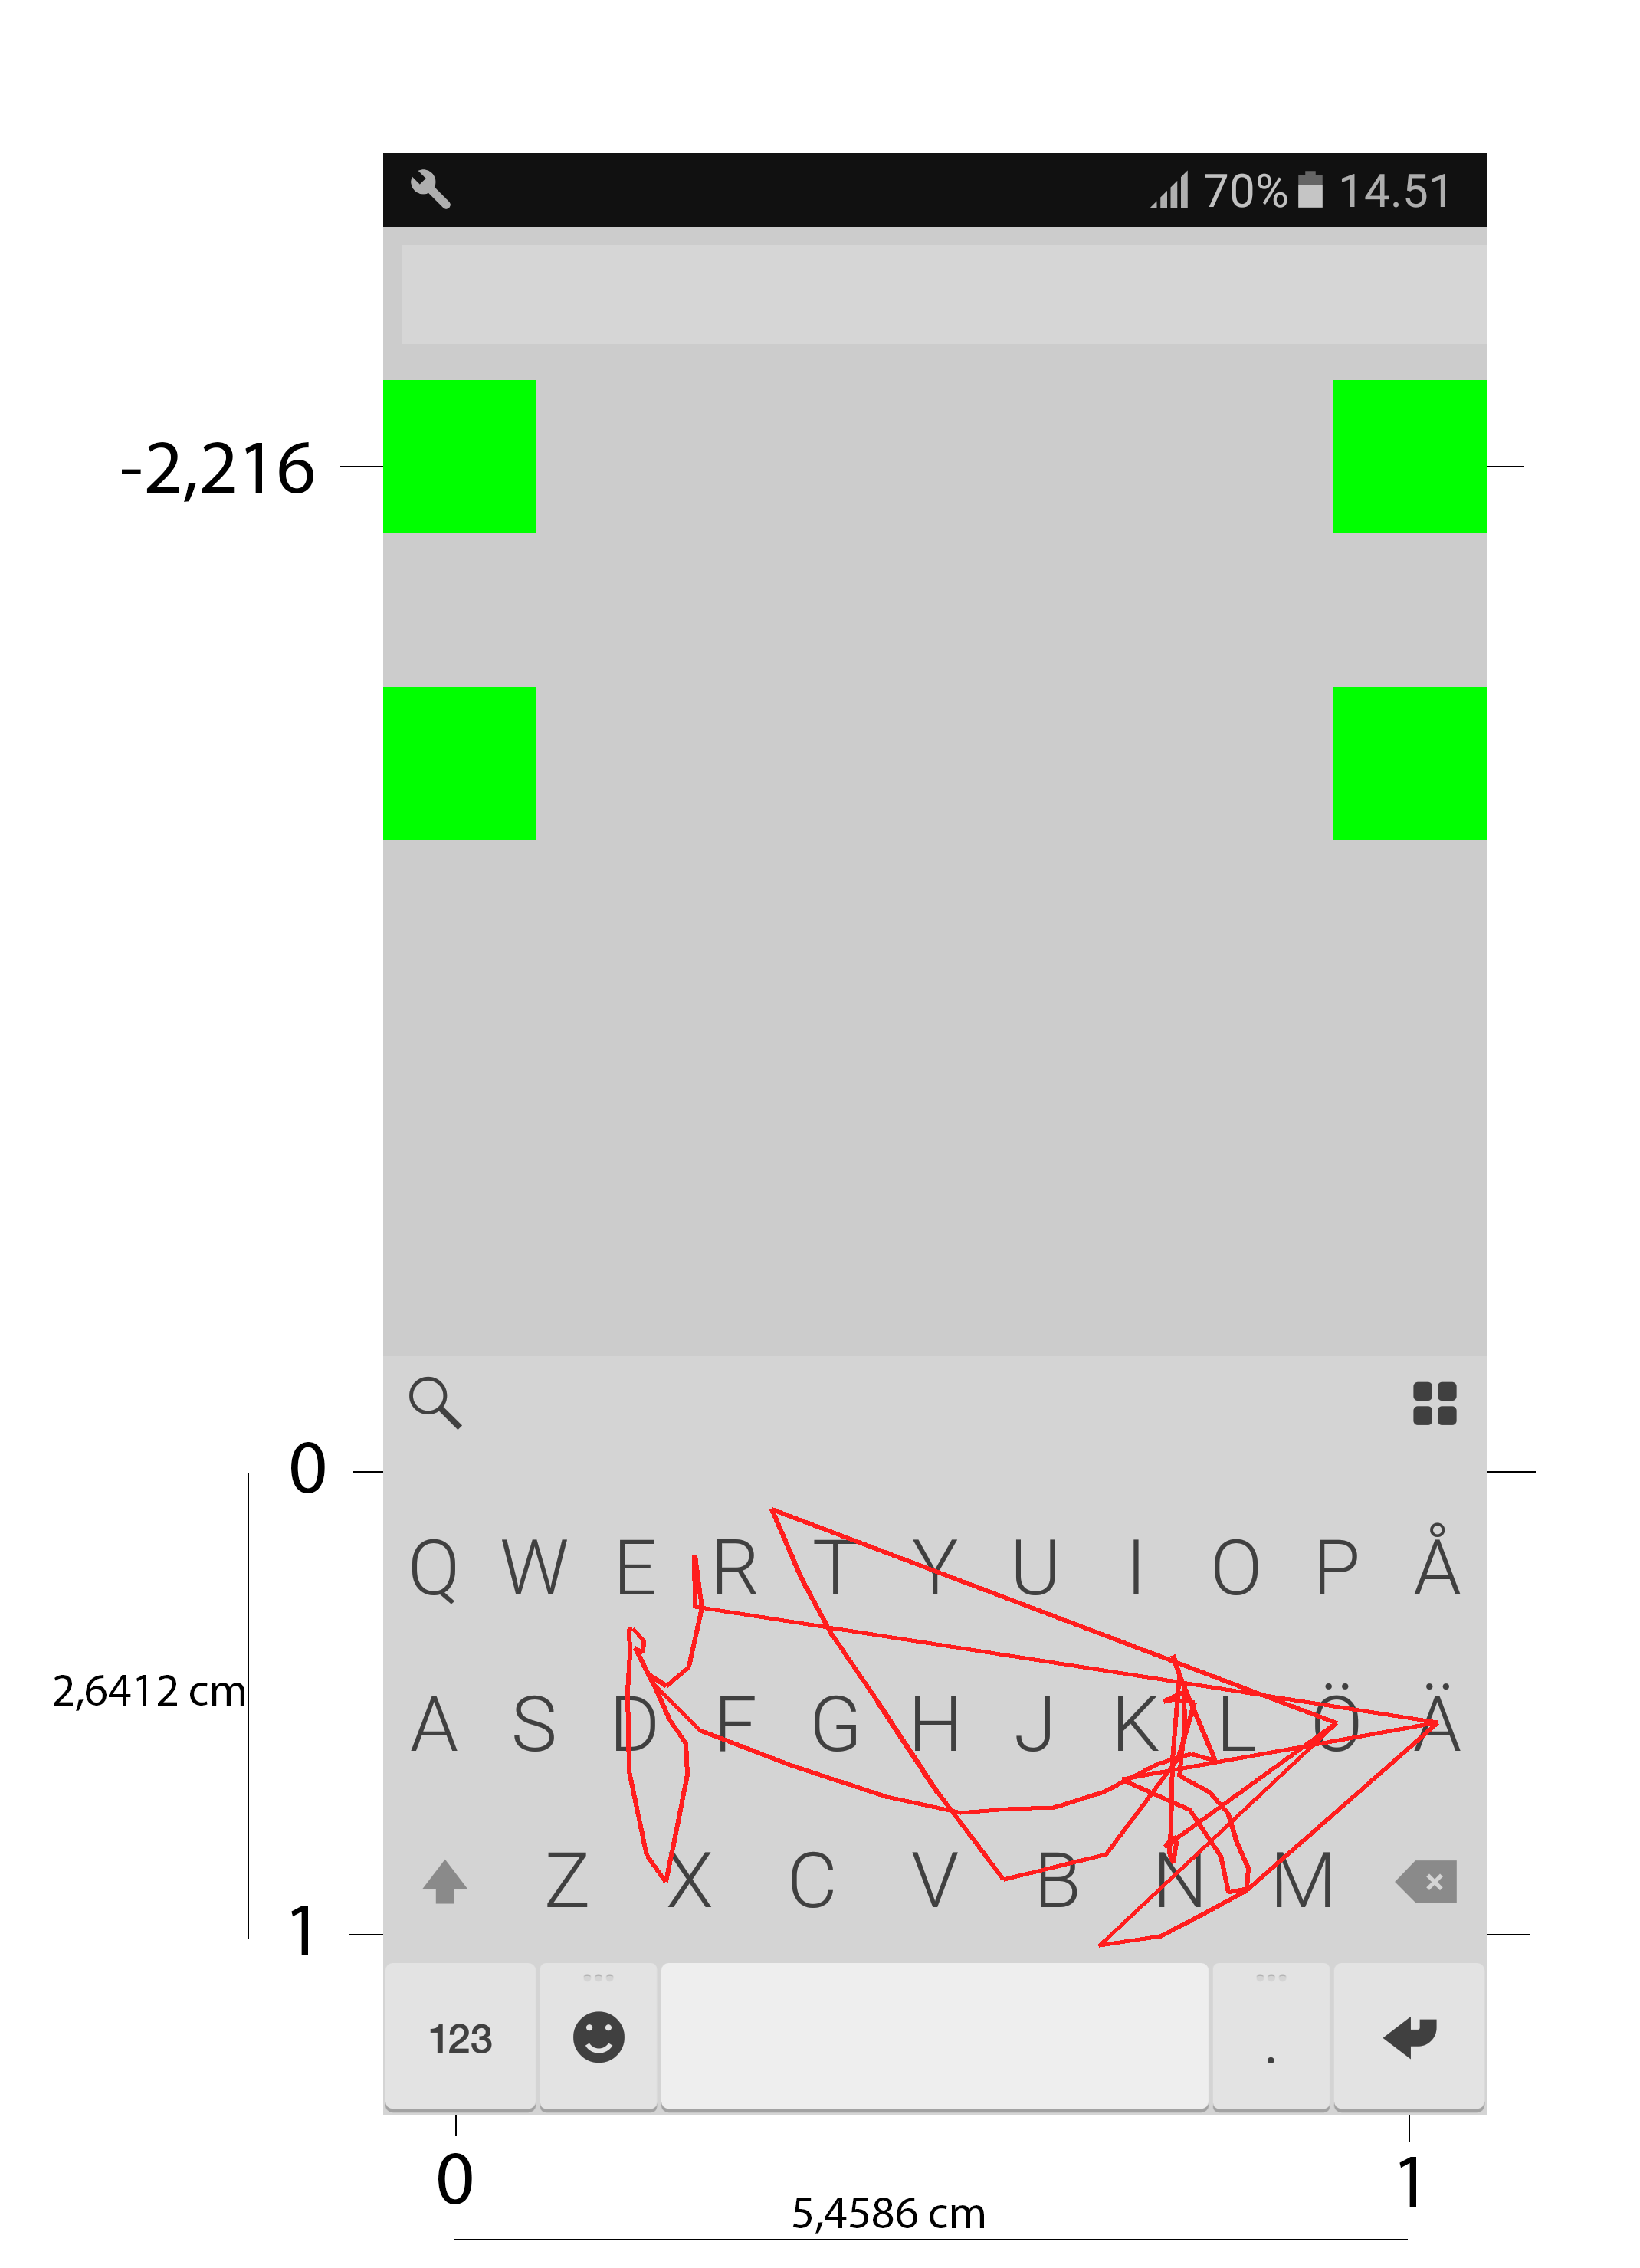 70% 14.51
-2,216
0
Q W E R T Y U I O P Å
2,6412 cm
A S D F G H J K L Ö Ä
Z X C V B N M
1
123 .
0 1
5,4586 cm